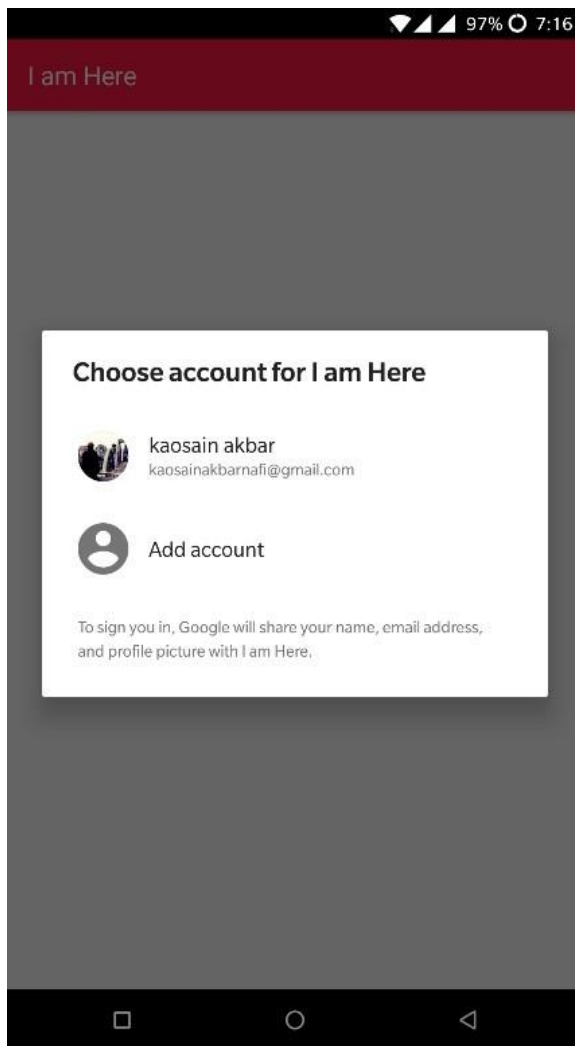 97% 7:16
I am Here
Choose account for I am Here
kaosain akbar
kaosainakbarnafi@gmail.com
Add account
To sign you in, Google will share your name, email address,
and profile picture with I am Here.